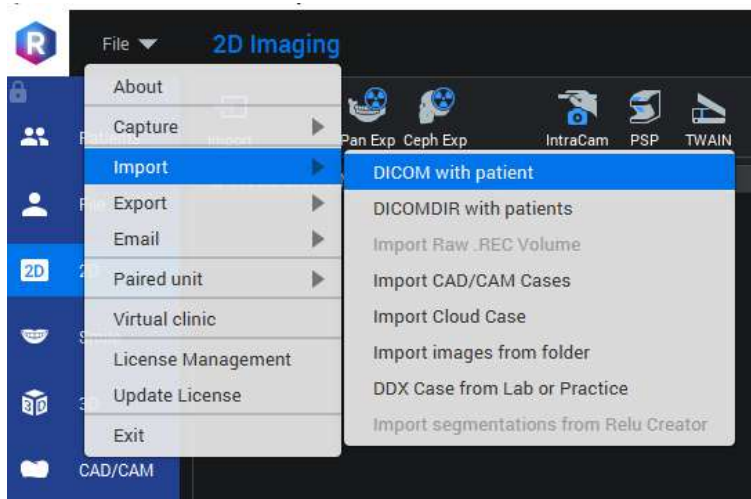 R
File
2D Imaging
About
Capture
Import
Export
Email
Paired unit
Virtual clinic
License Management
Update License
Exit
Pan Exp
Ceph Exp
IntraCam
PSP
TWAIN
DICOM with patient
DICOMDIR with patients
Import Raw .REC Volume
Import CAD/CAM Cases
Import Cloud Case
Import images from folder
DDX Case from Lab or Practice
Import segmentations from Relu Creator
2D
3D
CAD/CAM